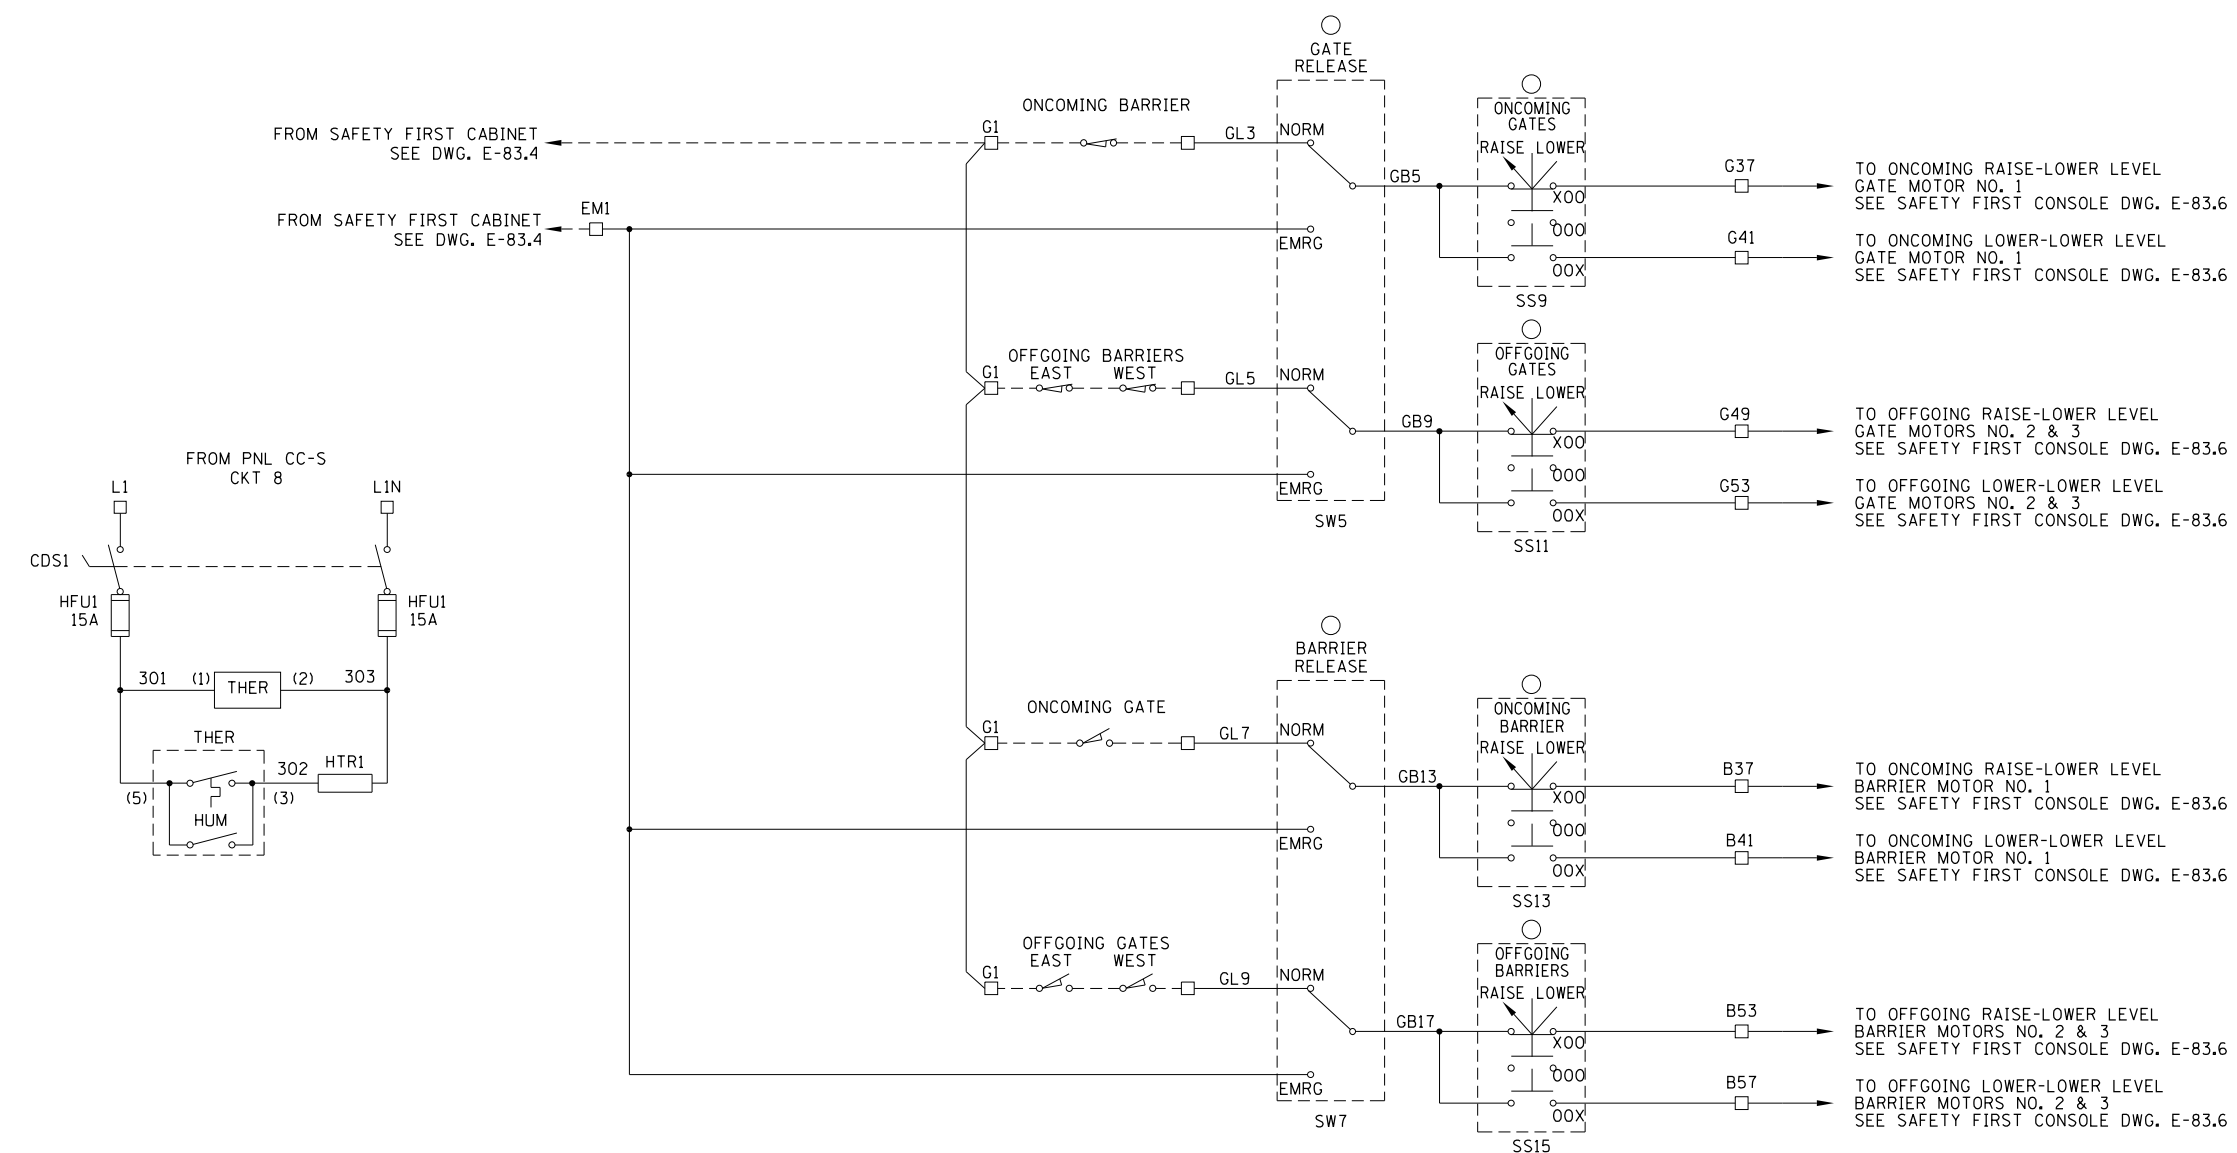 GATE
RELEASE
ONCOMING BARRIER
FROM SAFETY FIRST CABINET
SEE DWG. E-83.4
G1
GL3
NORM
GB5
ONCOMING
GATES
RAISE LOWER
X00
000
00X
SS9
G37
TO ONCOMING RAISE-LOWER LEVEL
GATE MOTOR NO. 1
SEE SAFETY FIRST CONSOLE DWG. E-83.6
G41
TO ONCOMING LOWER-LOWER LEVEL
GATE MOTOR NO. 1
SEE SAFETY FIRST CONSOLE DWG. E-83.6
FROM SAFETY FIRST CABINET
SEE DWG. E-83.4
EM1
EMRG
OFFGOING BARRIERS
EAST WEST
G1
GL5
NORM
GB9
EMRG
SW5
OFFGOING
GATES
RAISE LOWER
X00
000
00X
SS11
G49
TO OFFGOING RAISE-LOWER LEVEL
GATE MOTORS NO. 2 & 3
SEE SAFETY FIRST CONSOLE DWG. E-83.6
G53
TO OFFGOING LOWER-LOWER LEVEL
GATE MOTORS NO. 2 & 3
SEE SAFETY FIRST CONSOLE DWG. E-83.6
FROM PNL CC-S
CKT 8
L1
L1N
CDS1
HFU1
15A
HFU1
15A
301
(1)
THER
(2)
303
THER
302
HTR1
(5)
(3)
HUM
BARRIER
RELEASE
ONCOMING GATE
G1
GL7
NORM
GB13
EMRG
ONCOMING
BARRIER
RAISE LOWER
X00
000
00X
SS13
B37
TO ONCOMING RAISE-LOWER LEVEL
BARRIER MOTOR NO. 1
SEE SAFETY FIRST CONSOLE DWG. E-83.6
B41
TO ONCOMING LOWER-LOWER LEVEL
BARRIER MOTOR NO. 1
SEE SAFETY FIRST CONSOLE DWG. E-83.6
OFFGOING GATES
EAST WEST
G1
GL9
NORM
GB17
EMRG
SW7
OFFGOING
BARRIERS
RAISE LOWER
X00
000
00X
SS15
B53
TO OFFGOING RAISE-LOWER LEVEL
BARRIER MOTORS NO. 2 & 3
SEE SAFETY FIRST CONSOLE DWG. E-83.6
B57
TO OFFGOING LOWER-LOWER LEVEL
BARRIER MOTORS NO. 2 & 3
SEE SAFETY FIRST CONSOLE DWG. E-83.6